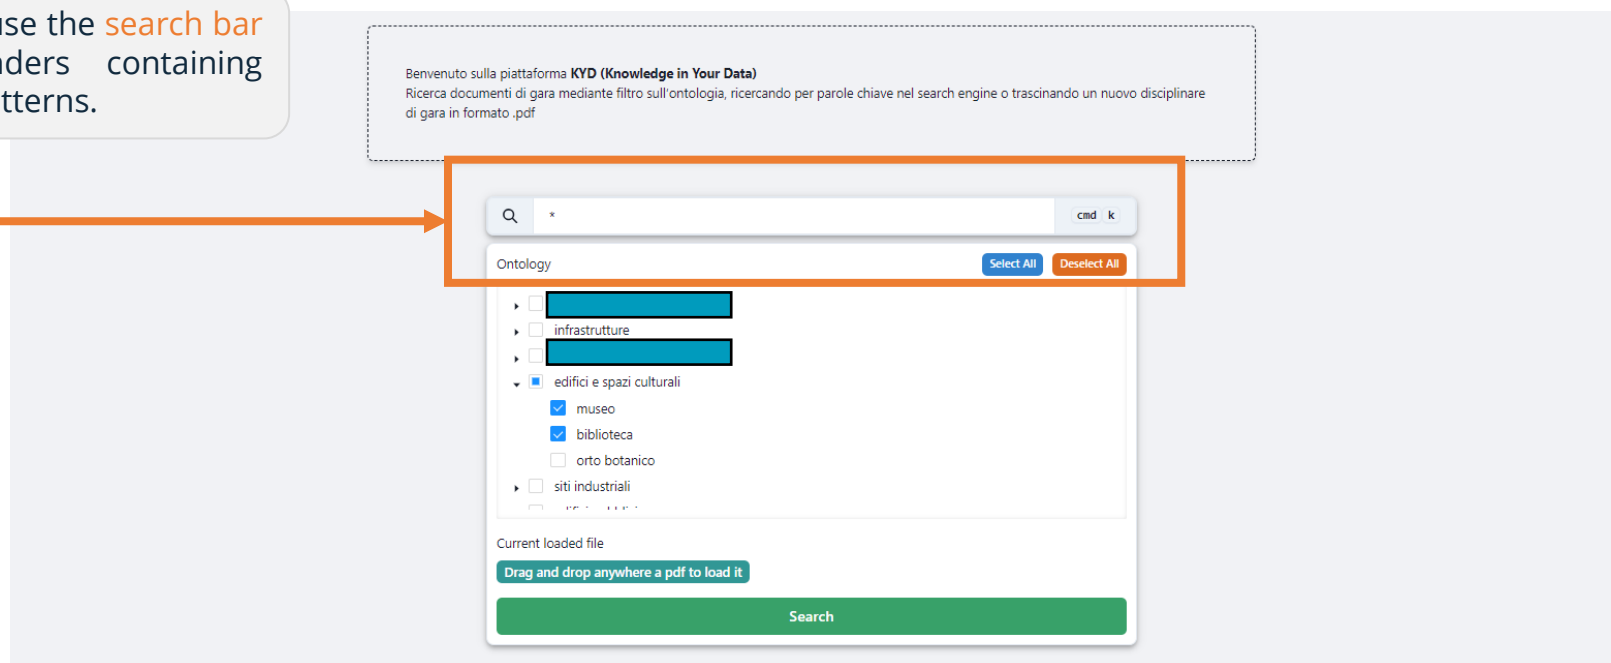 use the search bar
containing
Benvenuto sulla piattaforma KYD (Knowledge in Your Data)
Ricerca documenti di gara mediante filtro sull'ontologia, ricercando per parole chiave nel search engine o trascinando un nuovo disciplinare
di gara in formato .pdf
* cmd k
Ontology Select All Deselect All
infrastrutture
edifici e spazi culturali
museo
biblioteca
orto botanico
siti industriali
Current loaded file
Drag and drop anywhere a pdf to load it
Search